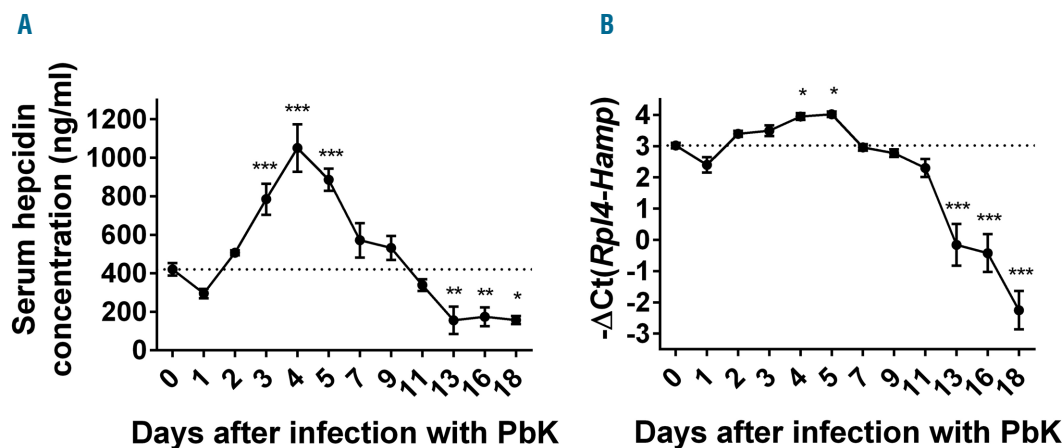 A
Serum hepcidin
concentration (ng/ml)
1200
1000
800
600
400
200
0
***
***
***
**
**
*
0 1 2 3 4 5 7 9 11 13 16 18
Days after infection with PbK
B
-ΔCt(Rpl4-Hamp)
4
3
2
1
0
-1
-2
-3
*
*
***
***
***
0 1 2 3 4 5 7 9 11 13 16 18
Days after infection with PbK